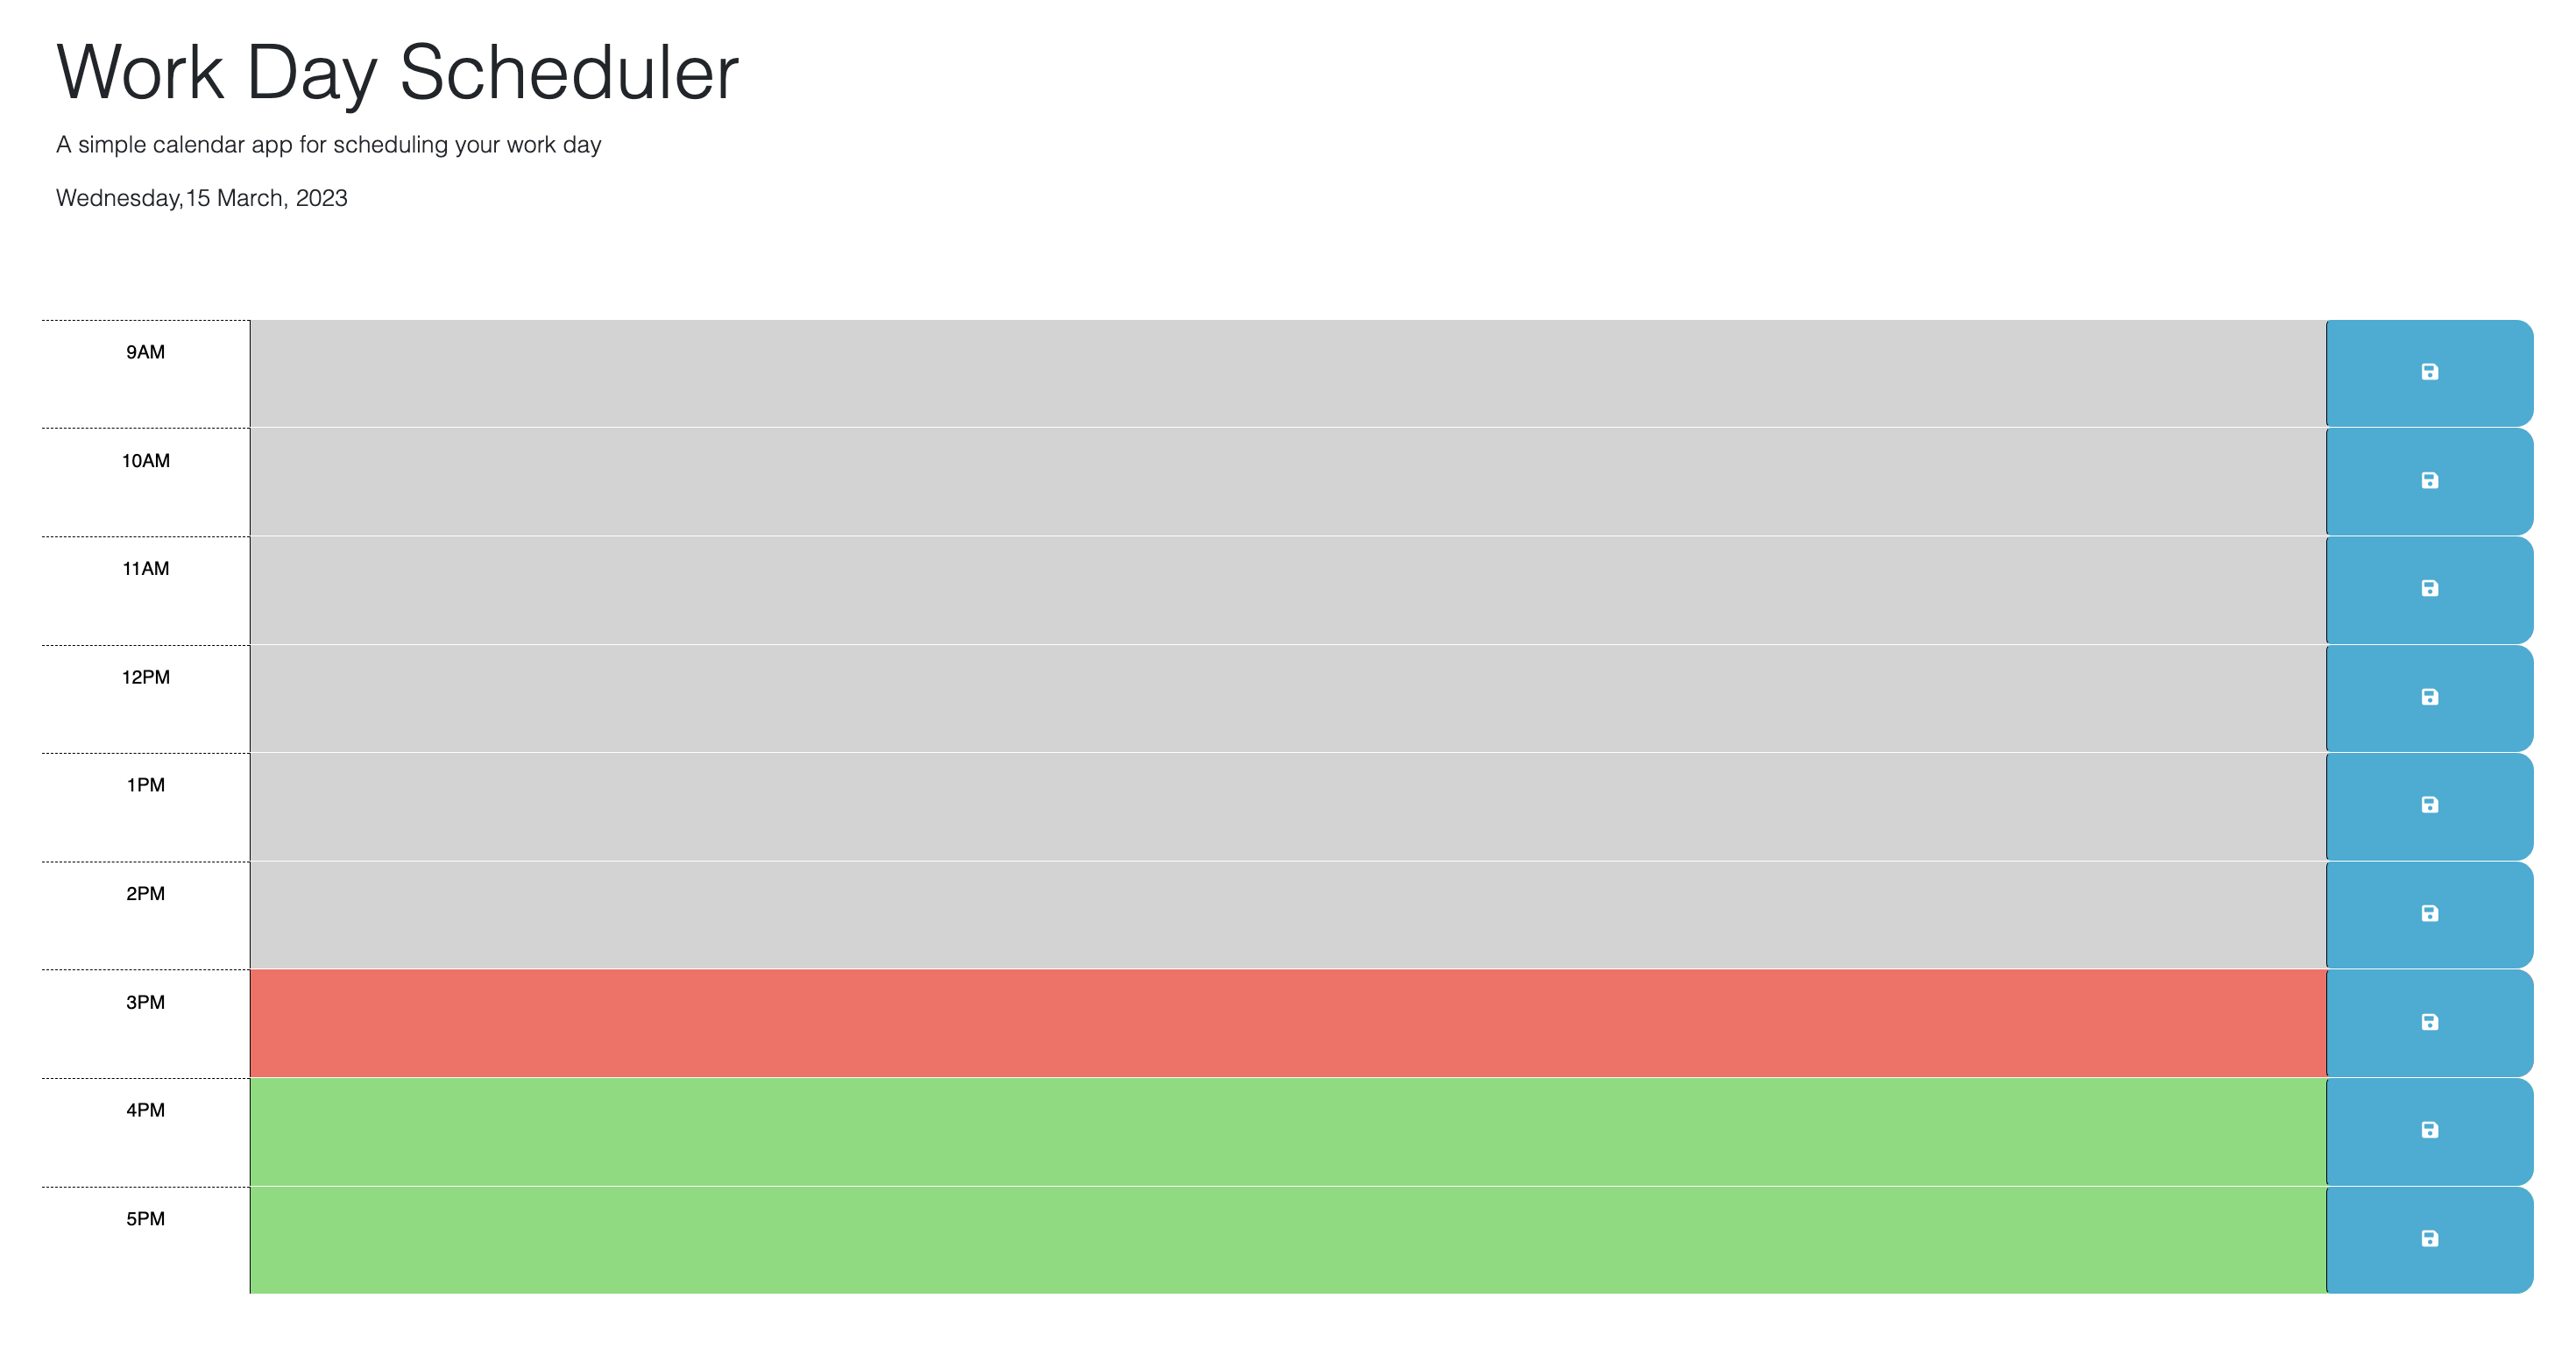 Work Day Scheduler
A simple calendar app for scheduling your work day
Wednesday,15 March, 2023
9AM
10AM
11AM
12PM
1PM
2PM
3PM
4PM
5PM